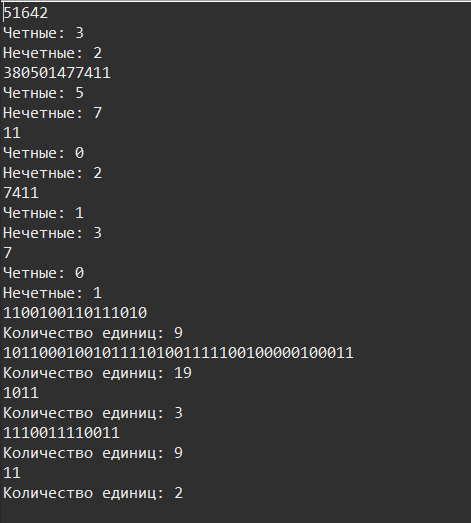 51642
Четные: 3
Нечетные: 2
380501477411
Четные: 5
Нечетные: 7
11
Четные: 0
Нечетные: 2
7411
Четные: 1
Нечетные: 3
7
Четные: 0
Нечетные: 1
1100100110111010
Количество единиц: 9
101100010010111101001111100100000100011
Количество единиц: 19
1011
Количество единиц: 3
1110011110011
Количество единиц: 9
11
Количество единиц: 2